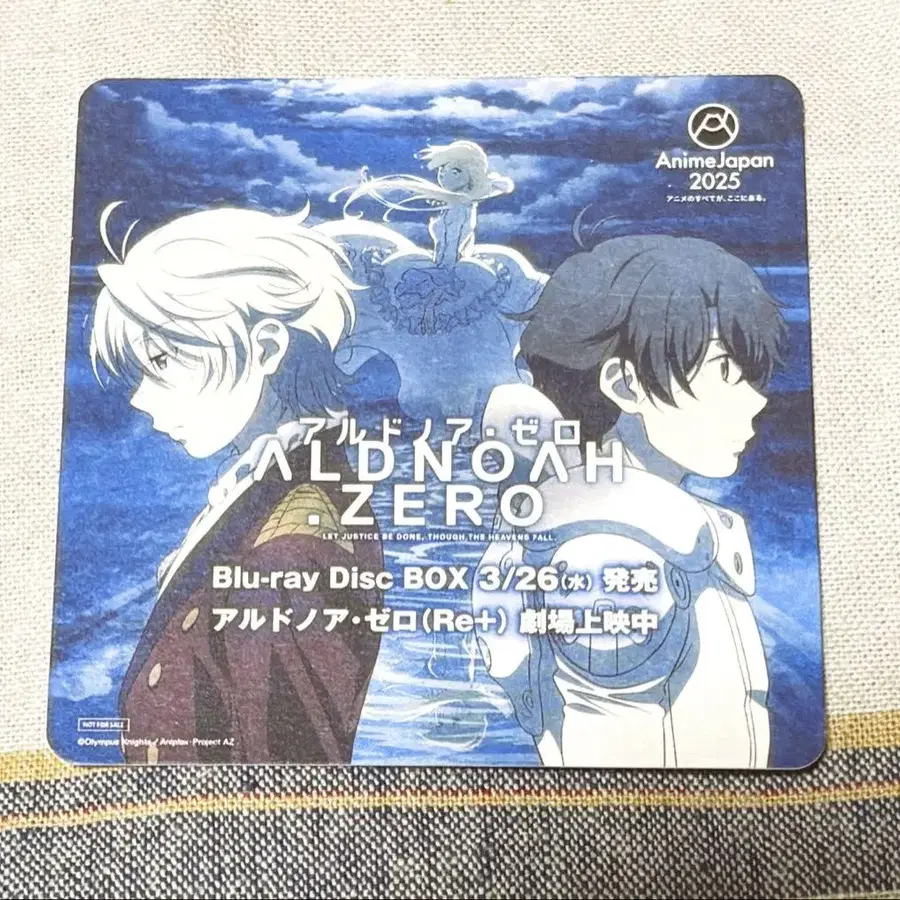 AnimeJapan
2025
アニメのすべてが、ここにある。
アルドノア・ゼロ
ALDNOAH
.ZERO
LET JUSTICE BE DONE, THOUGH THE HEAVENS FALL.
Blu-ray Disc BOX 3/26(水) 発売
アルドノア・ゼロ(Re+) 劇場上映中
NOT FOR SALE
©Olympus Knights / Aniplex・Project AZ